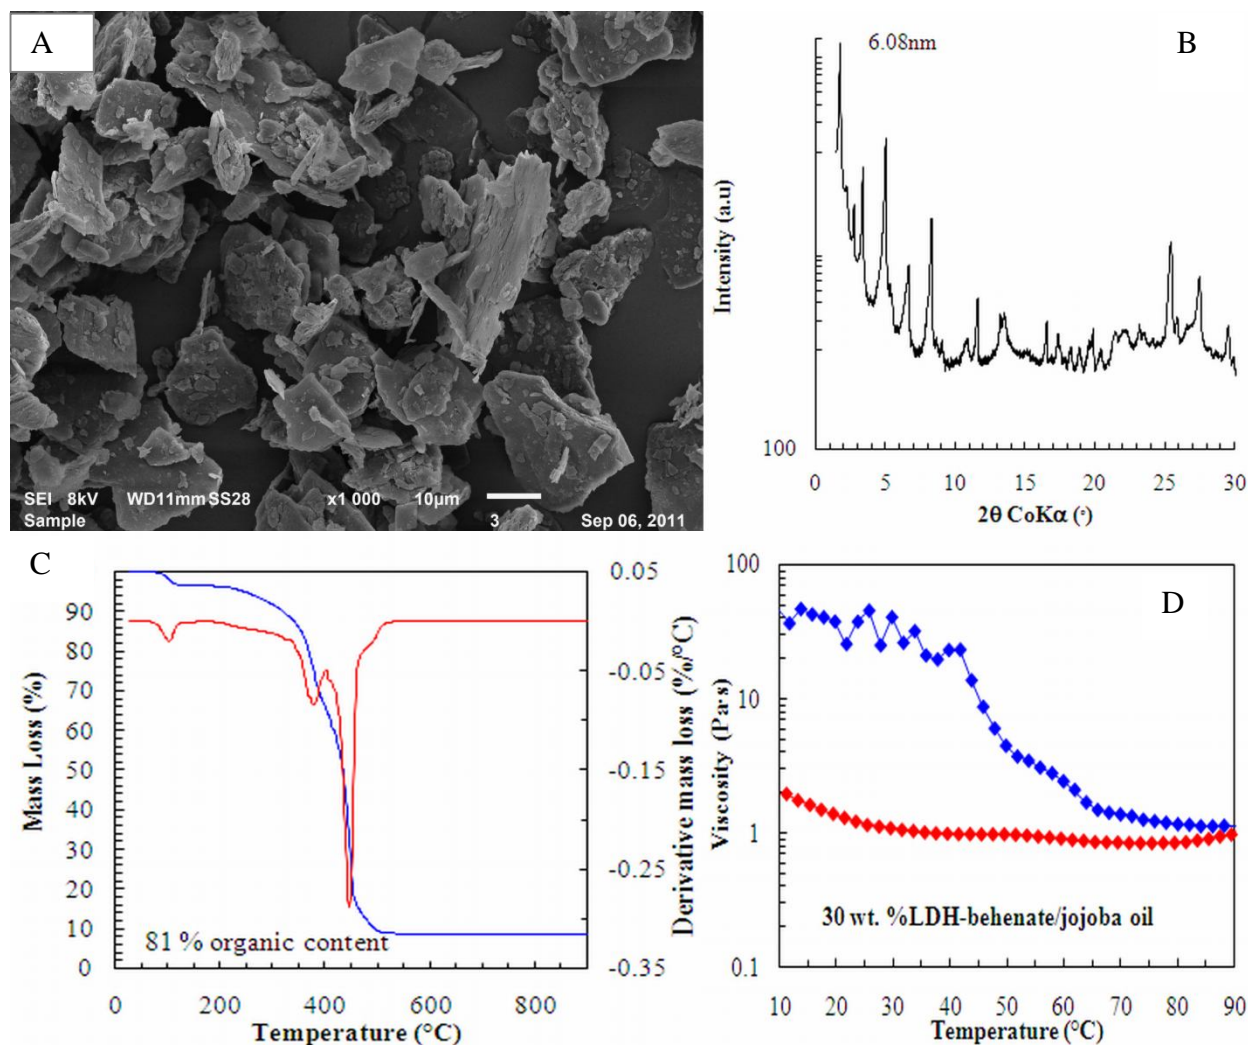 A
SEI 8kV WD11mm SS28 x1 000 10µm
Sample 3 Sep 06, 2011
B
6.08nm
Intensity (a.u)
100
0 5 10 15 20 25 30
2θ CoKα (°)
C
Mass Loss (%)
90
80
70
60
50
40
30
20
10
0
0.05
-0.05
-0.15
-0.25
-0.35
Derivative mass loss (%/°C)
81 % organic content
0 200 400 600 800
Temperature (°C)
D
Viscosity (Pas)
100
10
1
0.1
30 wt. %LDH-behenate/jojoba oil
10 20 30 40 50 60 70 80 90
Temperature (°C)